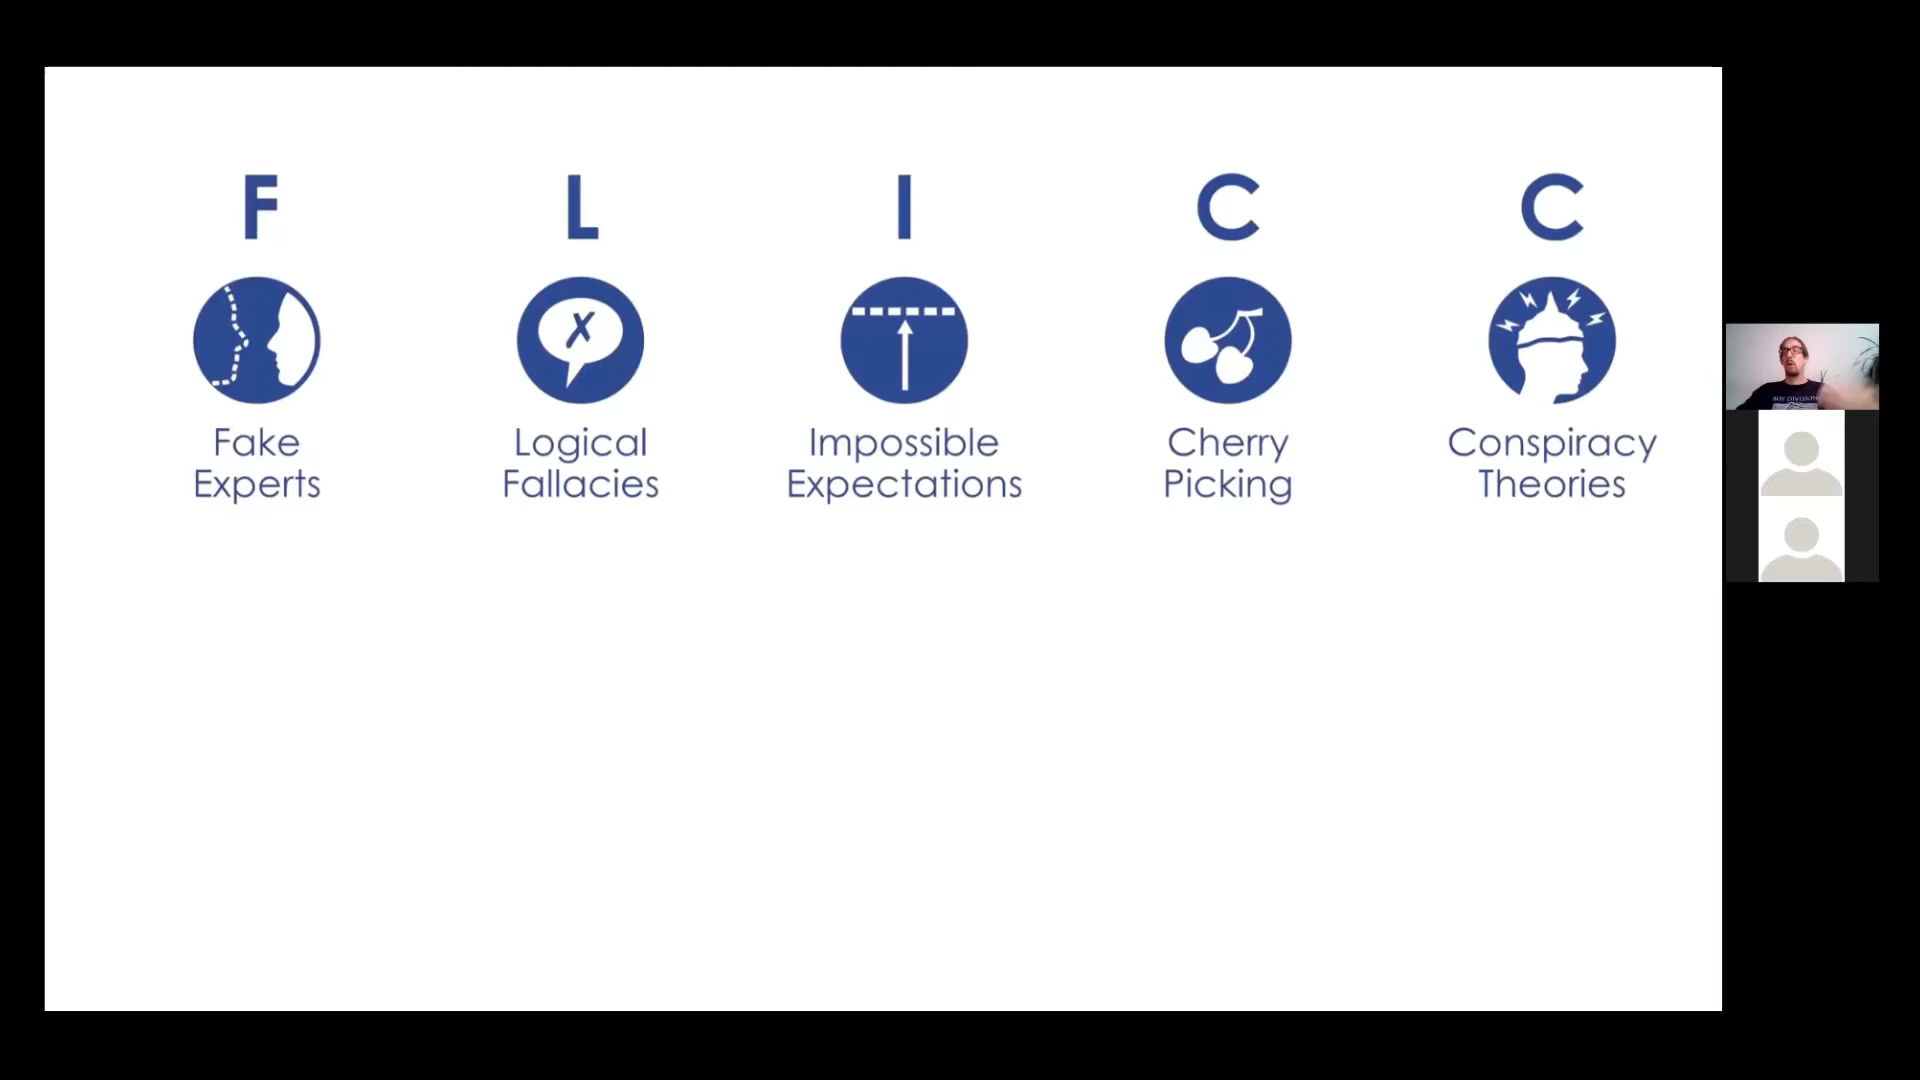 F L I C C
X
Fake Logical Impossible Cherry Conspiracy
Experts Fallacies Expectations Picking Theories